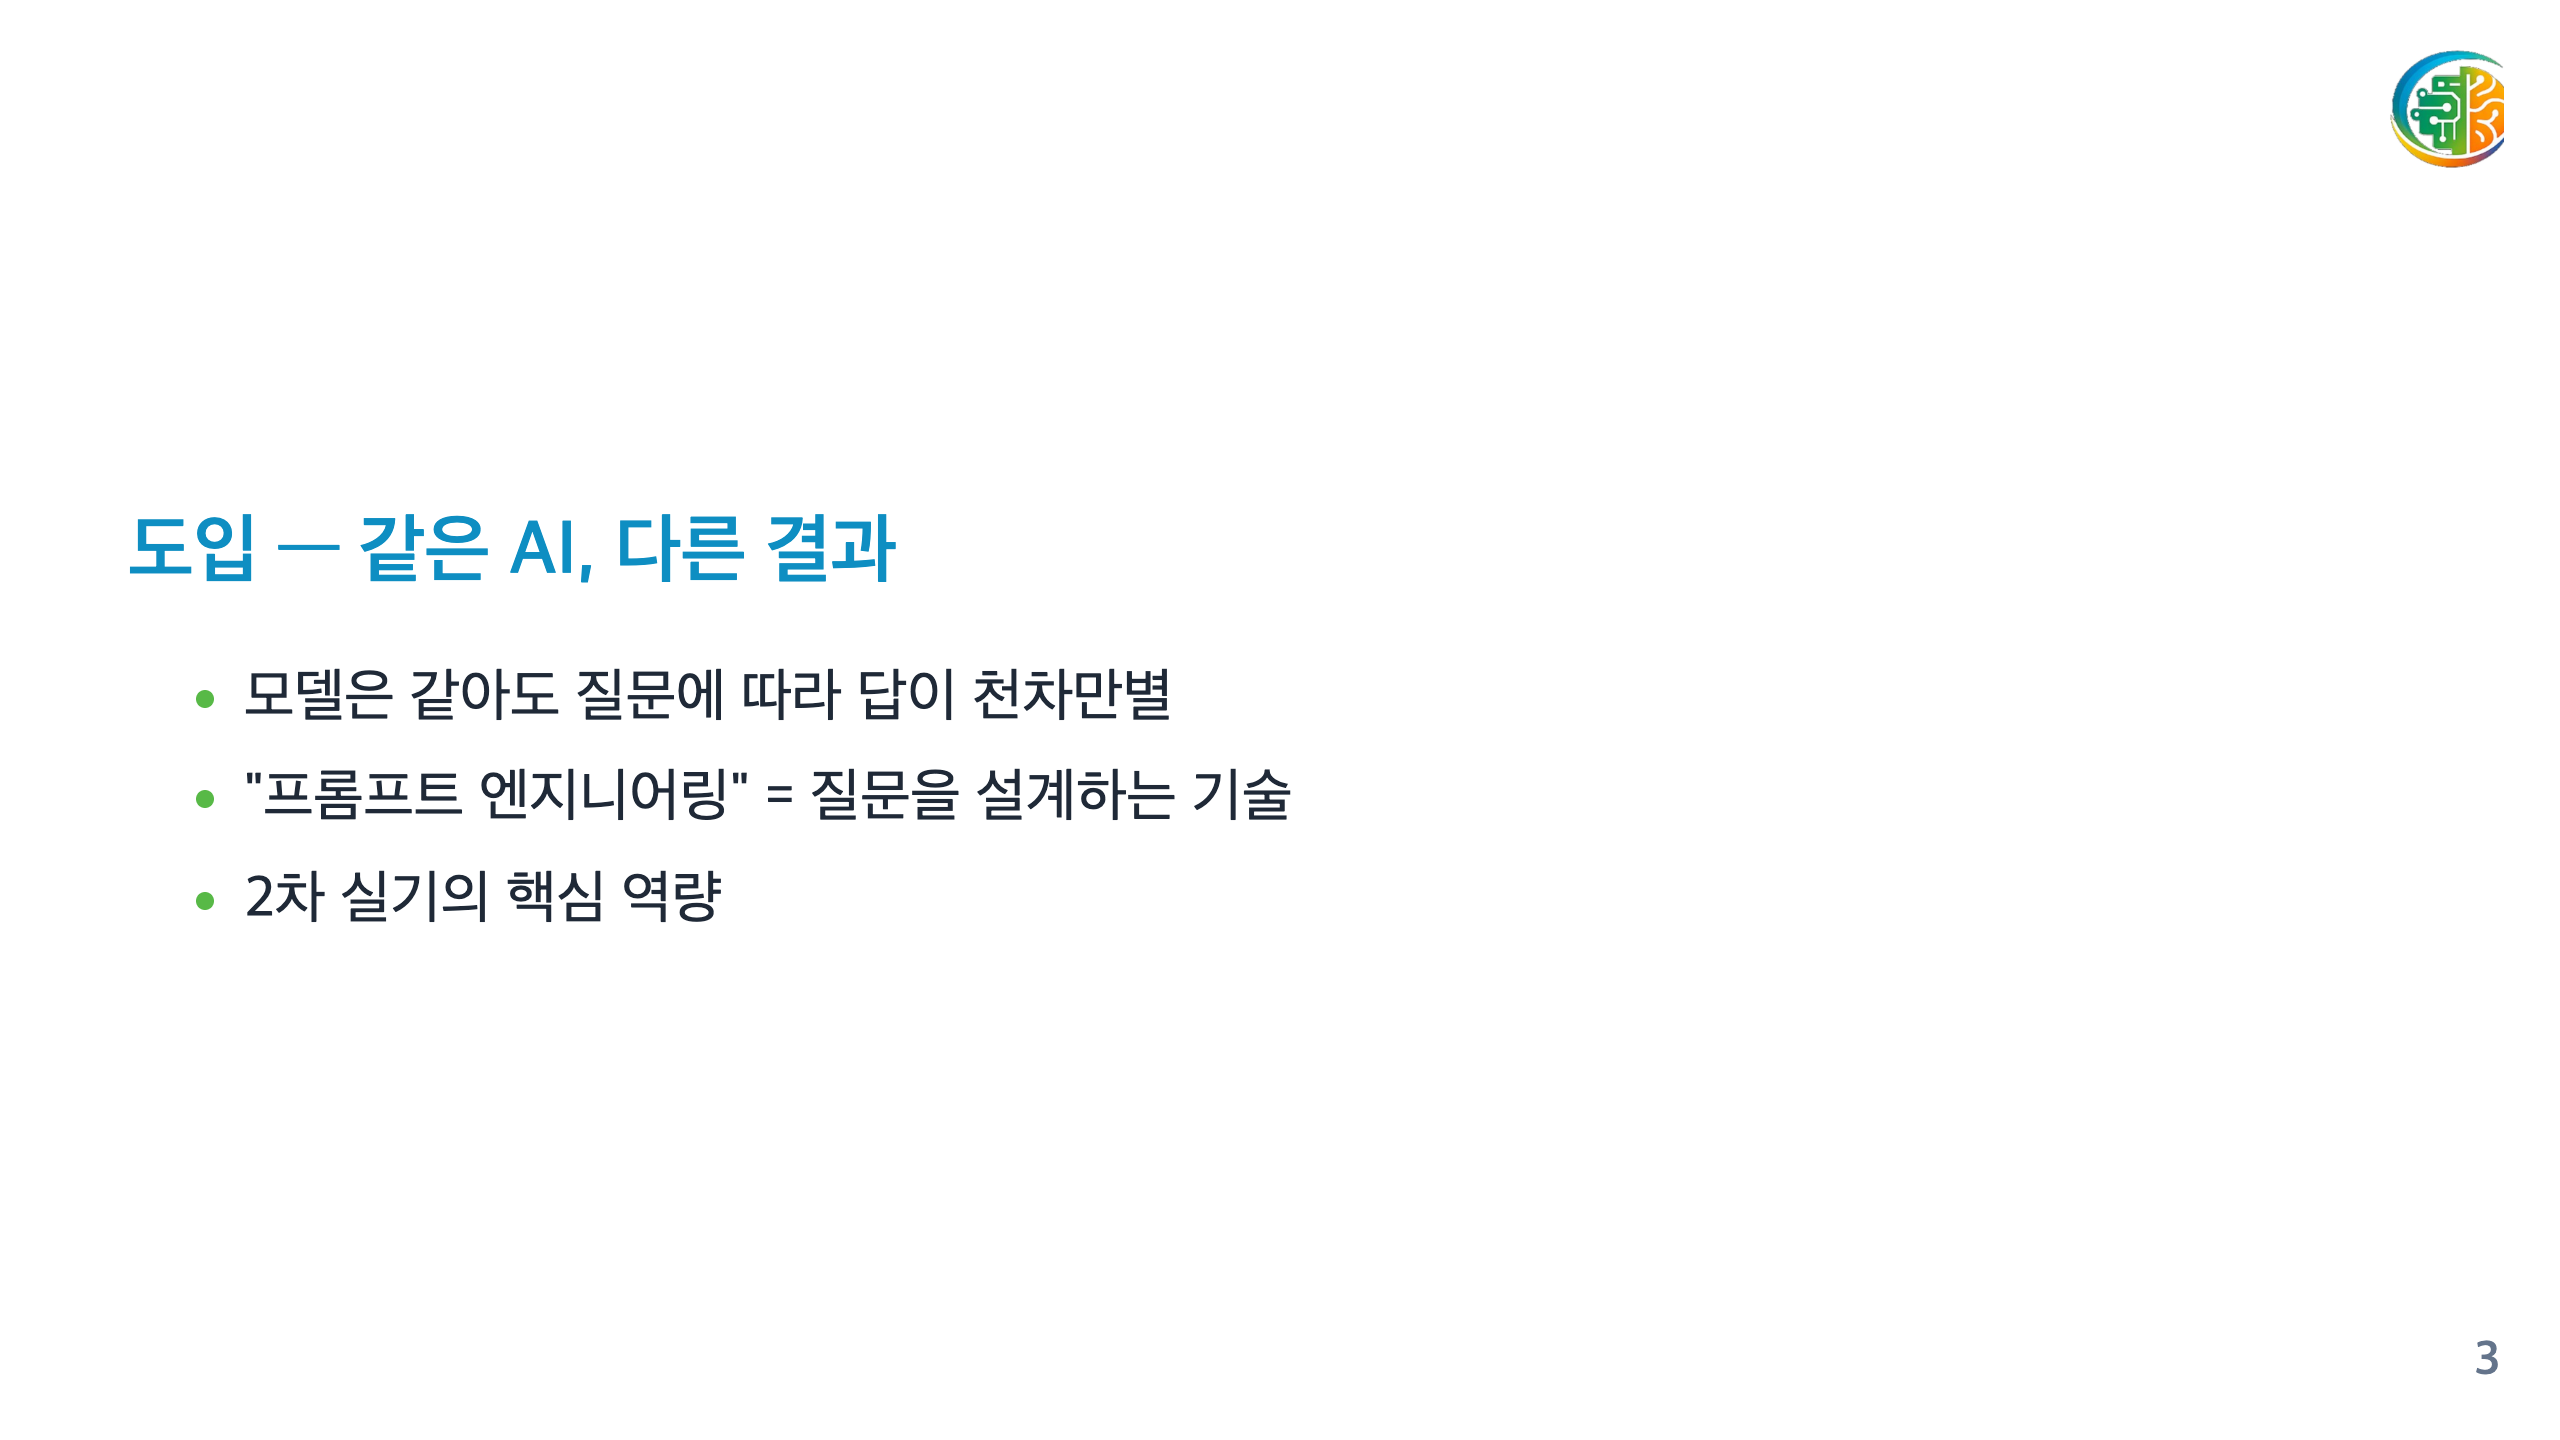 도입 — 같은 AI, 다른 결과
모델은 같아도 질문에 따라 답이 천차만별
"프롬프트 엔지니어링" = 질문을 설계하는 기술
2차 실기의 핵심 역량
3